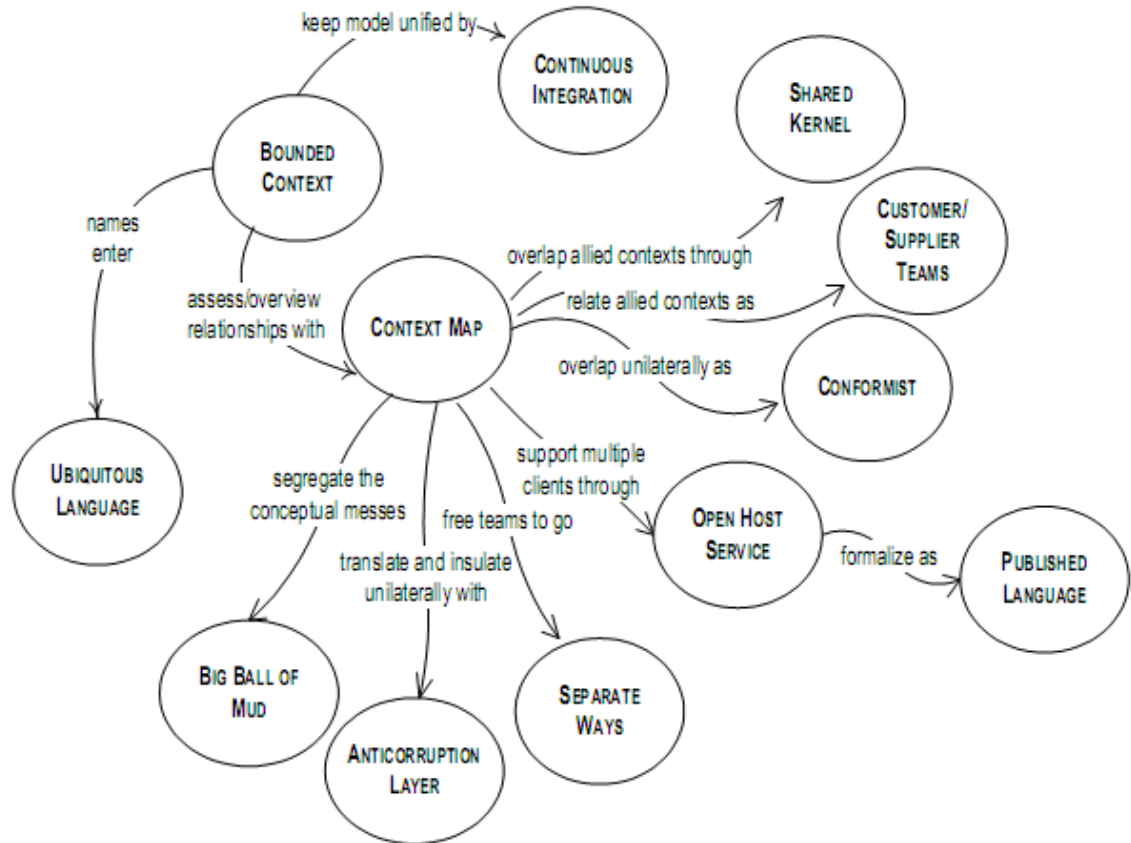 keep model unified by
CONTINUOUS
INTEGRATION
SHARED
KERNEL
BOUNDED
CONTEXT
names
enter
CUSTOMER/
SUPPLIER
TEAMS
overlap allied contexts through
assess/overview
relationships with
relate allied contexts as
CONTEXT MAP
overlap unilaterally as
CONFORMIST
UBIQUITOUS
LANGUAGE
segregate the
conceptual messes
support multiple
clients through
free teams to go
OPEN HOST
SERVICE
formalize as
PUBLISHED
LANGUAGE
translate and insulate
unilaterally with
BIG BALL OF
MUD
SEPARATE
WAYS
ANTICORRUPTION
LAYER